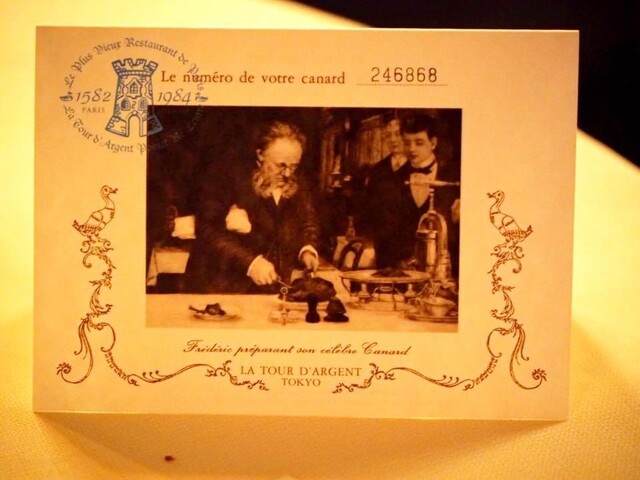 Le Plus Vieux Restaurant de
1582 1984
PARIS
La Tour d'Argent
Le numéro de votre canard 246868
Frédéric préparant son célèbre Canard
LA TOUR D'ARGENT
TOKYO